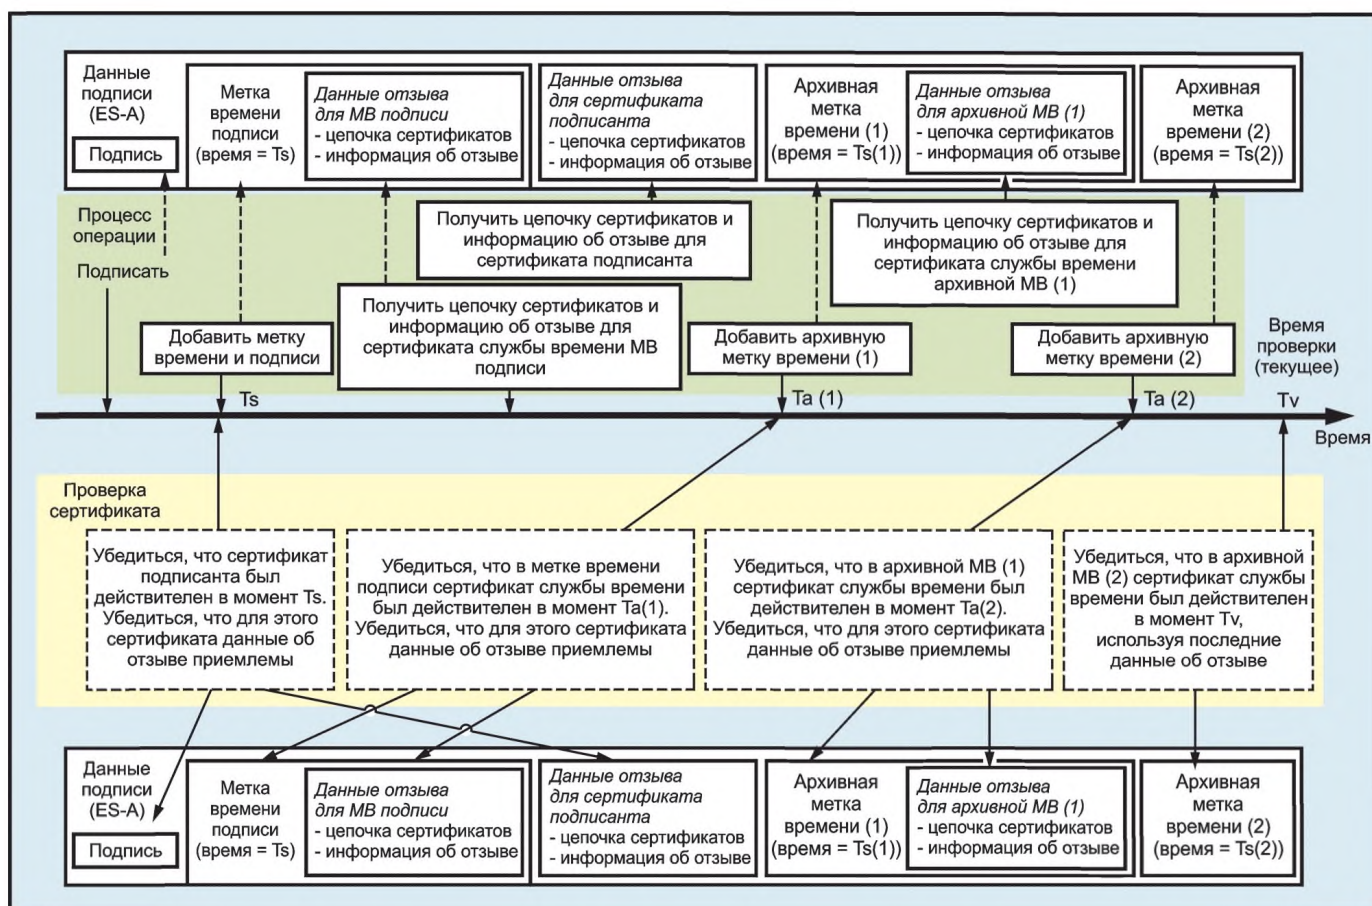 Данные
подписи
(ES-A)
Подпись
Метка
времени
подписи
(время = Ts)
Данные отзыва
для МВ подписи
- цепочка сертификатов
- информация об отзыве
Данные отзыва
для сертификата
подписанта
- цепочка сертификатов
- информация об отзыве
Архивная
метка
времени (1)
(время = Ts(1))
Данные отзыва
для архивной МВ (1)
- цепочка сертификатов
- информация об отзыве
Архивная
метка
времени (2)
(время = Ts(2))
Процесс
операции
Подписать
Получить цепочку сертификатов и
информацию об отзыве для
сертификата подписанта
Получить цепочку сертификатов и
информацию об отзыве для
сертификата службы времени
архивной МВ (1)
Добавить метку
времени и подписи
Получить цепочку сертификатов и
информацию об отзыве для
сертификата службы времени МВ
подписи
Добавить архивную
метку времени (1)
Добавить архивную
метку времени (2)
Время
проверки
(текущее)
Ts
Ta (1)
Ta (2)
Tv
Время
Проверка
сертификата
Убедиться, что сертификат
подписанта был
действителен в момент Ts.
Убедиться, что для этого
сертификата данные об
отзыве приемлемы
Убедиться, что в метке времени
подписи сертификат службы времени
был действителен в момент Ta(1).
Убедиться, что для этого сертификата
данные об отзыве приемлемы
Убедиться, что в архивной МВ (1)
сертификат службы времени был
действителен в момент Ta(2).
Убедиться, что для этого сертификата
данные об отзыве приемлемы
Убедиться, что в архивной
МВ (2) сертификат службы
времени был действителен
в момент Tv,
используя последние
данные об отзыве
Данные
подписи
(ES-A)
Подпись
Метка
времени
подписи
(время = Ts)
Данные отзыва
для МВ подписи
- цепочка сертификатов
- информация об отзыве
Данные отзыва
для сертификата
подписанта
- цепочка сертификатов
- информация об отзыве
Архивная
метка
времени (1)
(время = Ts(1))
Данные отзыва
для архивной МВ (1)
- цепочка сертификатов
- информация об отзыве
Архивная
метка
времени (2)
(время = Ts(2))